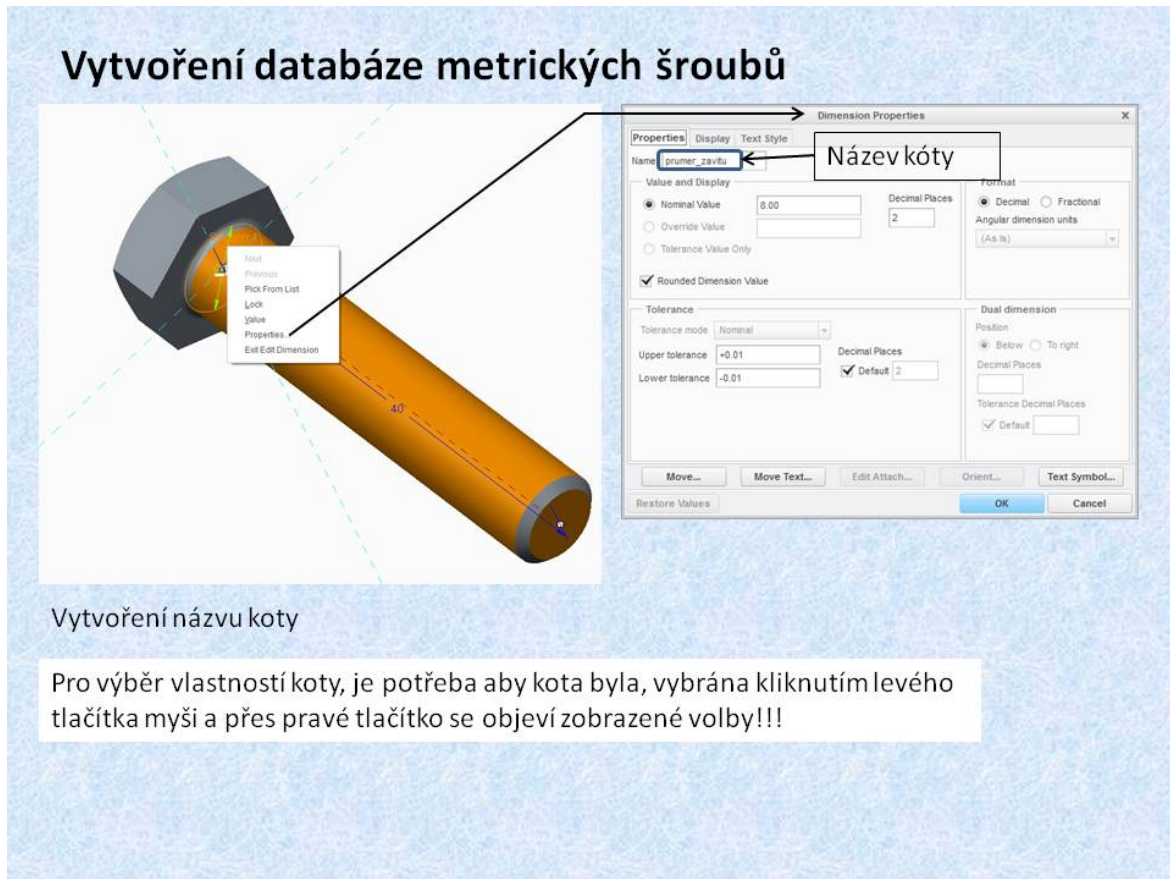 Vytvoření databáze metrických šroubů
Next
Previous
Pick From List
Lock
Value
Properties
Exit Edit Dimension
40
Dimension Properties
x
Properties Display Text Style
Name prumer_zavitu
Název kóty
Value and Display
Nominal Value 8.00
Decimal Places
2
Override Value
Tolerance Value Only
Rounded Dimension Value
Format
Decimal Fractional
Angular dimension units
(As Is)
Tolerance
Tolerance mode Nominal
Upper tolerance +0.01
Decimal Places
Default 2
Lower tolerance -0.01
Dual dimension
Position
Below To right
Decimal Places
Tolerance Decimal Places
Default
Move... Move Text... Edit Attach... Orient... Text Symbol...
Restore Values OK Cancel
Vytvoření názvu koty
Pro výběr vlastností koty, je potřeba aby kota byla, vybrána kliknutím levého
tlačítka myši a přes pravé tlačítko se objeví zobrazené volby!!!